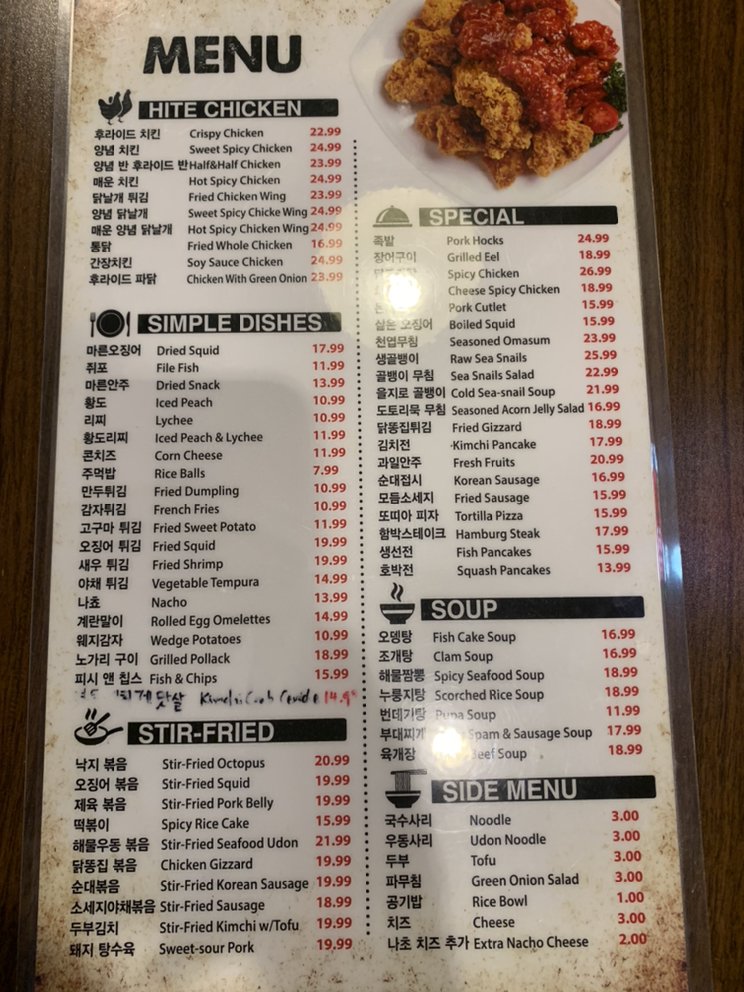 MENU
HITE CHICKEN
후라이드 치킨 Crispy Chicken 22.99
양념 치킨 Sweet Spicy Chicken 24.99
양념 반 후라이드 반 Half&Half Chicken 23.99
매운 치킨 Hot Spicy Chicken 24.99
닭날개 튀김 Fried Chicken Wing 23.99
양념 닭날개 Sweet Spicy Chicke Wing 24.99
매운 양념 닭날개 Hot Spicy Chicken Wing 24.99
통닭 Fried Whole Chicken 16.99
간장치킨 Soy Sauce Chicken 24.99
후라이드 파닭 Chicken With Green Onion 23.99
SIMPLE DISHES
마른오징어 Dried Squid 17.99
쥐포 File Fish 11.99
마른안주 Dried Snack 13.99
황도 Iced Peach 10.99
리찌 Lychee 10.99
황도리찌 Iced Peach & Lychee 11.99
콘치즈 Corn Cheese 11.99
주먹밥 Rice Balls 7.99
만두튀김 Fried Dumpling 10.99
감자튀김 French Fries 10.99
고구마 튀김 Fried Sweet Potato 11.99
오징어 튀김 Fried Squid 19.99
새우 튀김 Fried Shrimp 19.99
야채 튀김 Vegetable Tempura 14.99
나쵸 Nacho 13.99
계란말이 Rolled Egg Omelettes 14.99
웨지감자 Wedge Potatoes 10.99
노가리 구이 Grilled Pollack 18.99
피시 앤 칩스 Fish & Chips 15.99
맛살 14.9
STIR-FRIED
낙지 볶음 Stir-Fried Octopus 20.99
오징어 볶음 Stir-Fried Squid 19.99
제육 볶음 Stir-Fried Pork Belly 19.99
떡볶이 Spicy Rice Cake 15.99
해물우동 볶음 Stir-Fried Seafood Udon 21.99
닭똥집 볶음 Chicken Gizzard 19.99
순대볶음 Stir-Fried Korean Sausage 19.99
소세지야채볶음 Stir-Fried Sausage 18.99
두부김치 Stir-Fried Kimchi w/Tofu 19.99
돼지 탕수육 Sweet-sour Pork 19.99
SPECIAL
족발 Pork Hocks 24.99
장어구이 Grilled Eel 18.99
Spicy Chicken 26.99
Cheese Spicy Chicken 18.99
Pork Cutlet 15.99
삶은 오징어 Boiled Squid 15.99
천엽무침 Seasoned Omasum 23.99
생골뱅이 Raw Sea Snails 25.99
골뱅이 무침 Sea Snails Salad 22.99
을지로 골뱅이 Cold Sea-snail Soup 21.99
도토리묵 무침 Seasoned Acorn Jelly Salad 16.99
닭똥집튀김 Fried Gizzard 18.99
김치전 Kimchi Pancake 17.99
과일안주 Fresh Fruits 20.99
순대접시 Korean Sausage 16.99
모듬소세지 Fried Sausage 15.99
또띠아 피자 Tortilla Pizza 15.99
함박스테이크 Hamburg Steak 17.99
생선전 Fish Pancakes 15.99
호박전 Squash Pancakes 13.99
SOUP
오뎅탕 Fish Cake Soup 16.99
조개탕 Clam Soup 16.99
해물짬뽕 Spicy Seafood Soup 18.99
누룽지탕 Scorched Rice Soup 18.99
번데기탕 Pupa Soup 11.99
부대찌개 Spam & Sausage Soup 17.99
육개장 Beef Soup 18.99
SIDE MENU
국수사리 Noodle 3.00
우동사리 Udon Noodle 3.00
두부 Tofu 3.00
파무침 Green Onion Salad 3.00
공기밥 Rice Bowl 1.00
치즈 Cheese 3.00
나초 치즈 추가 Extra Nacho Cheese 2.00